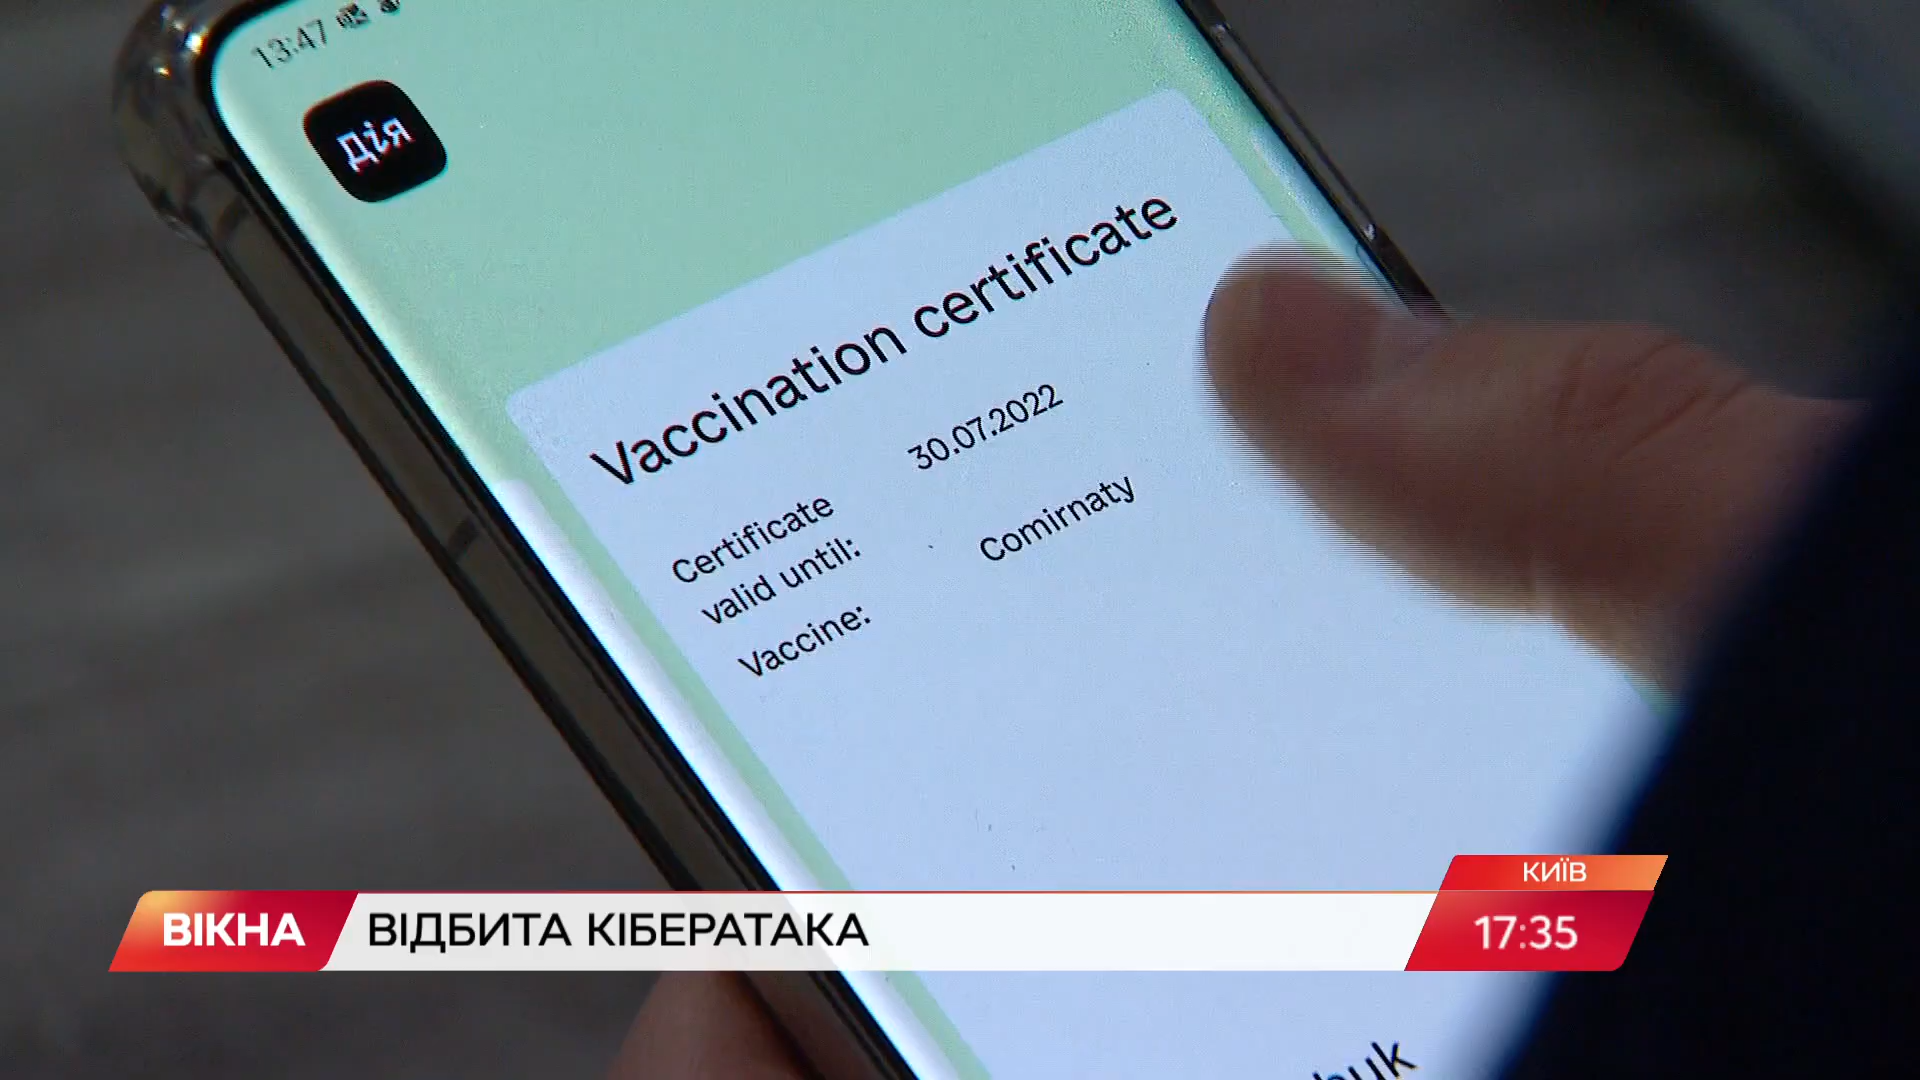 13:47
Дія
Vaccination certificate
Certificate
valid until:
30.07.2022
Vaccine:
Comirnaty
КИЇВ
ВІКНА
ВІДБИТА КІБЕРАТАКА
17:35